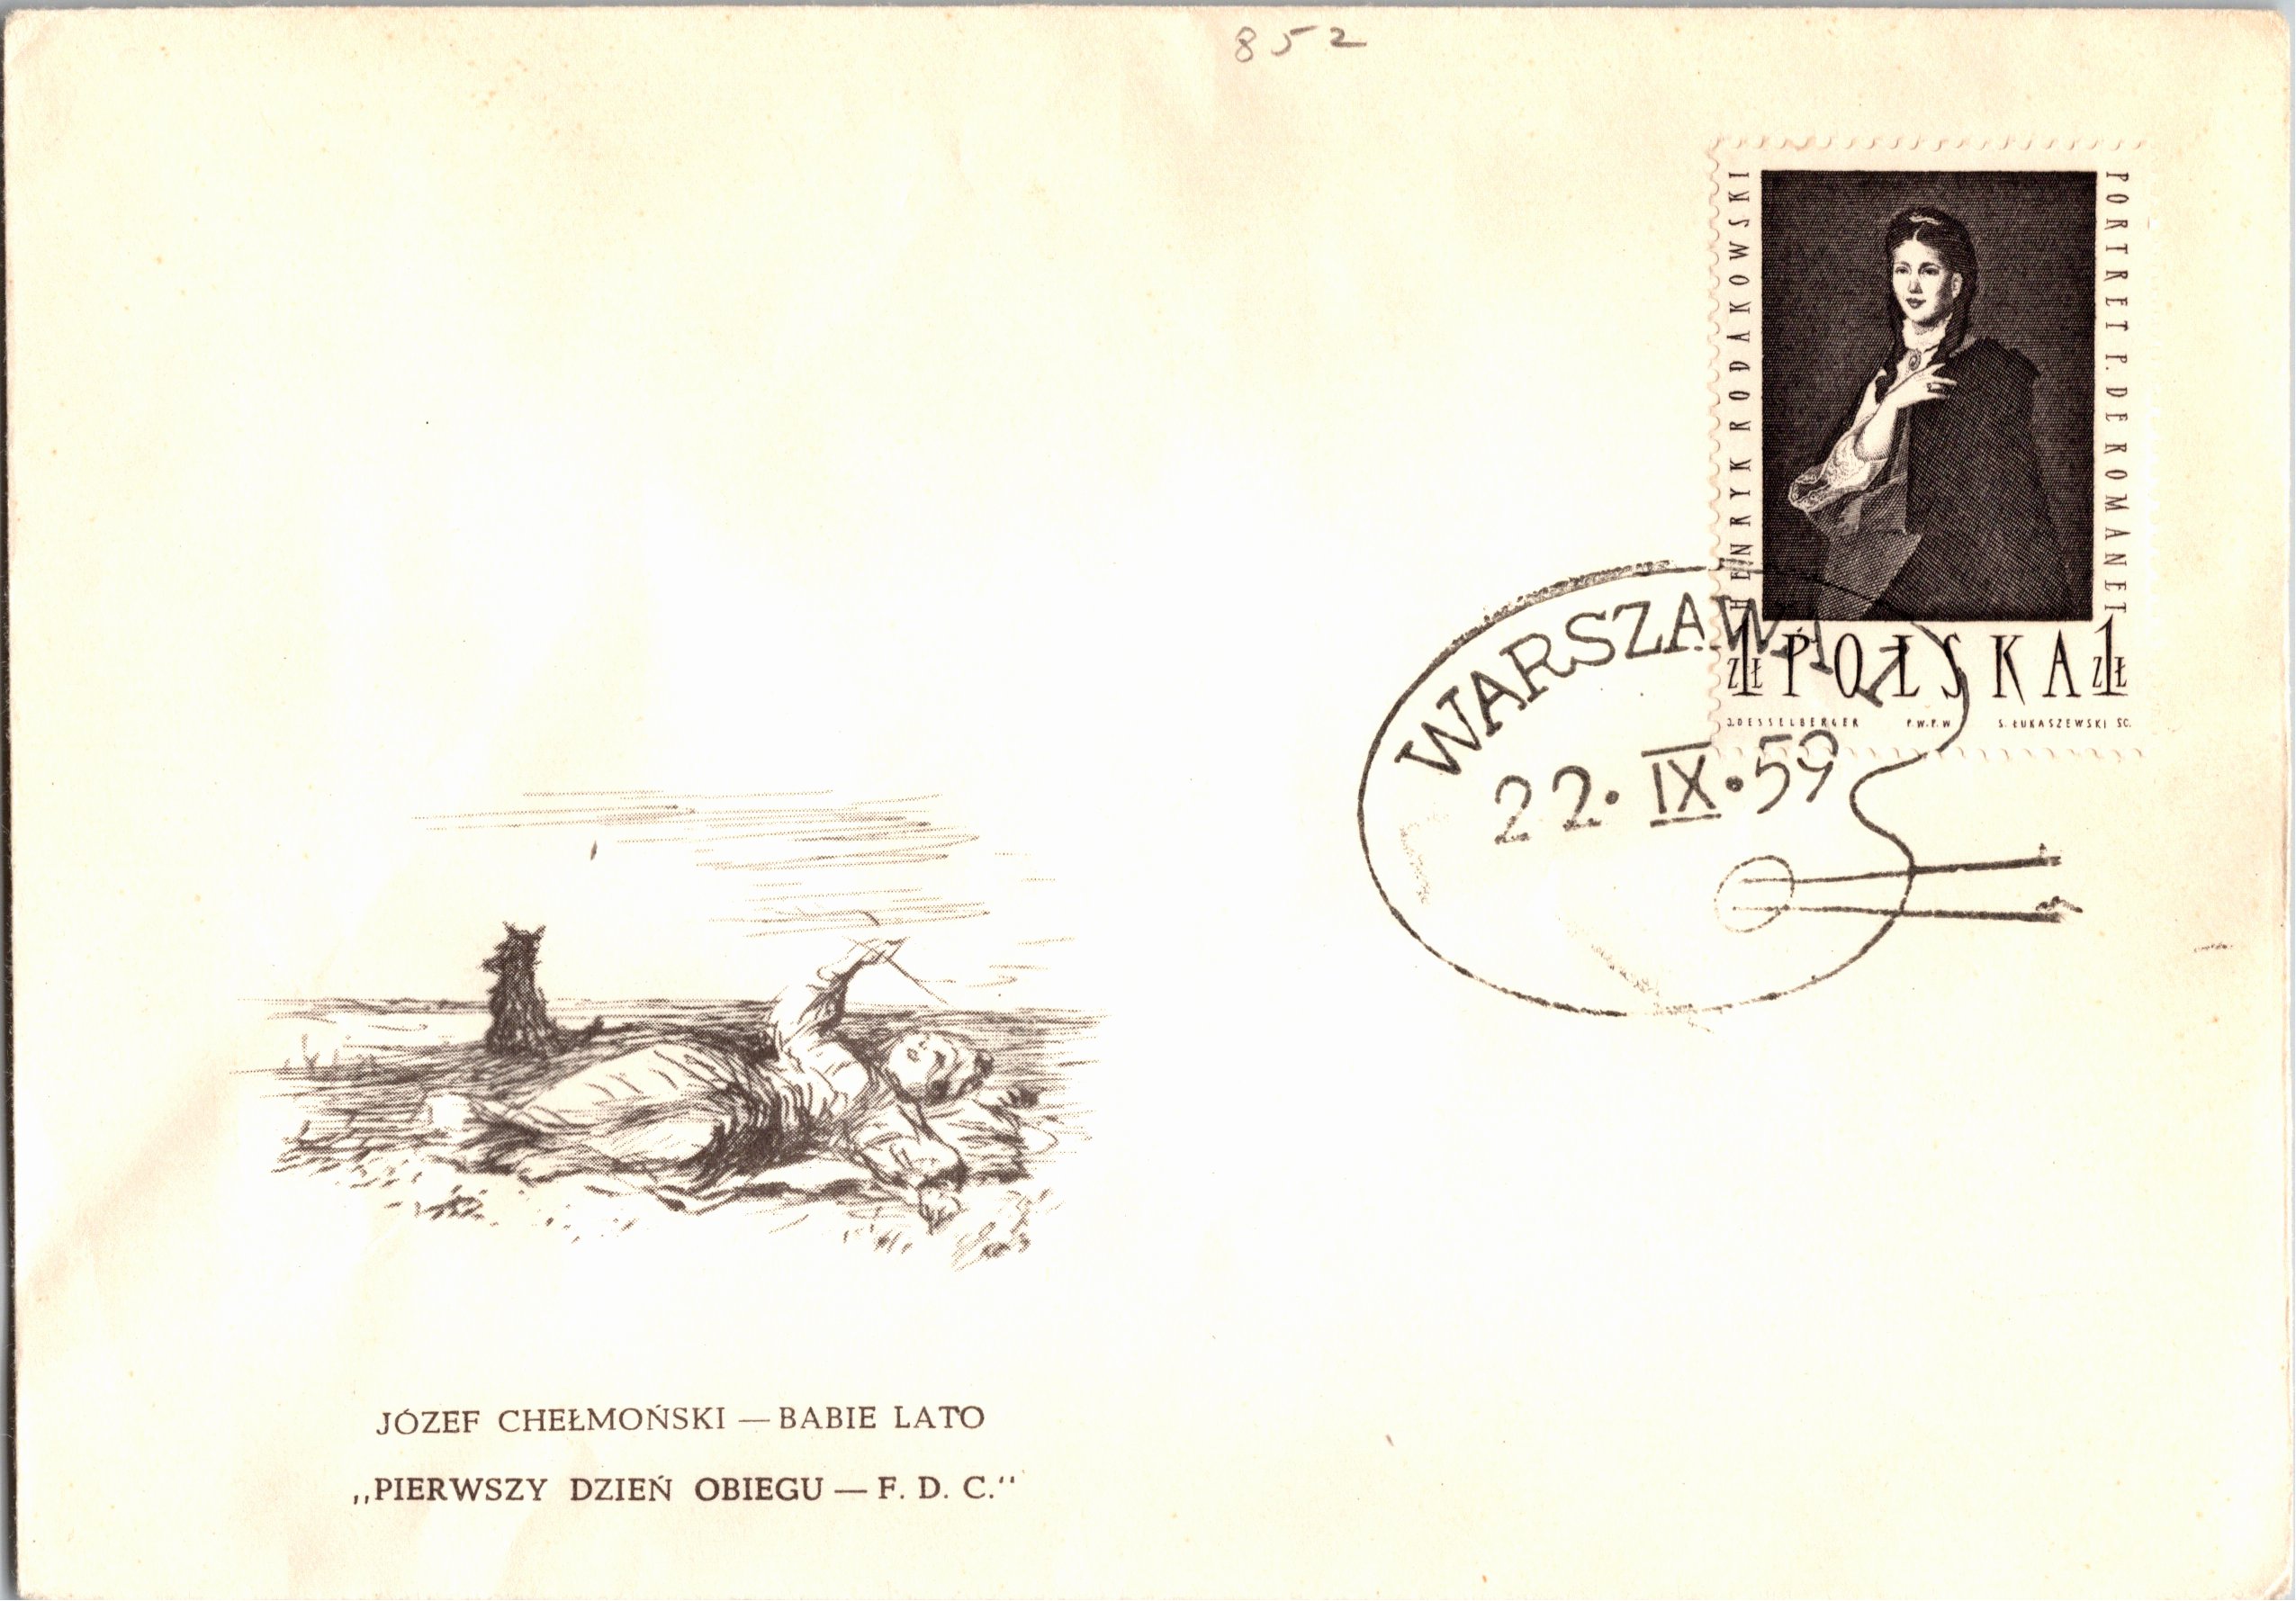 852
HENRYK RODAKOWSKI
PORTRET P. DE ROMANET
1 ZŁ POLSKA 1 ZŁ
J. DESSELBERGER P.W.P.W S. ŁUKASZEWSKI SC.
WARSZAWA 1
22·IX·59
JÓZEF CHEŁMOŃSKI — BABIE LATO
„PIERWSZY DZIEŃ OBIEGU — F. D. C.“